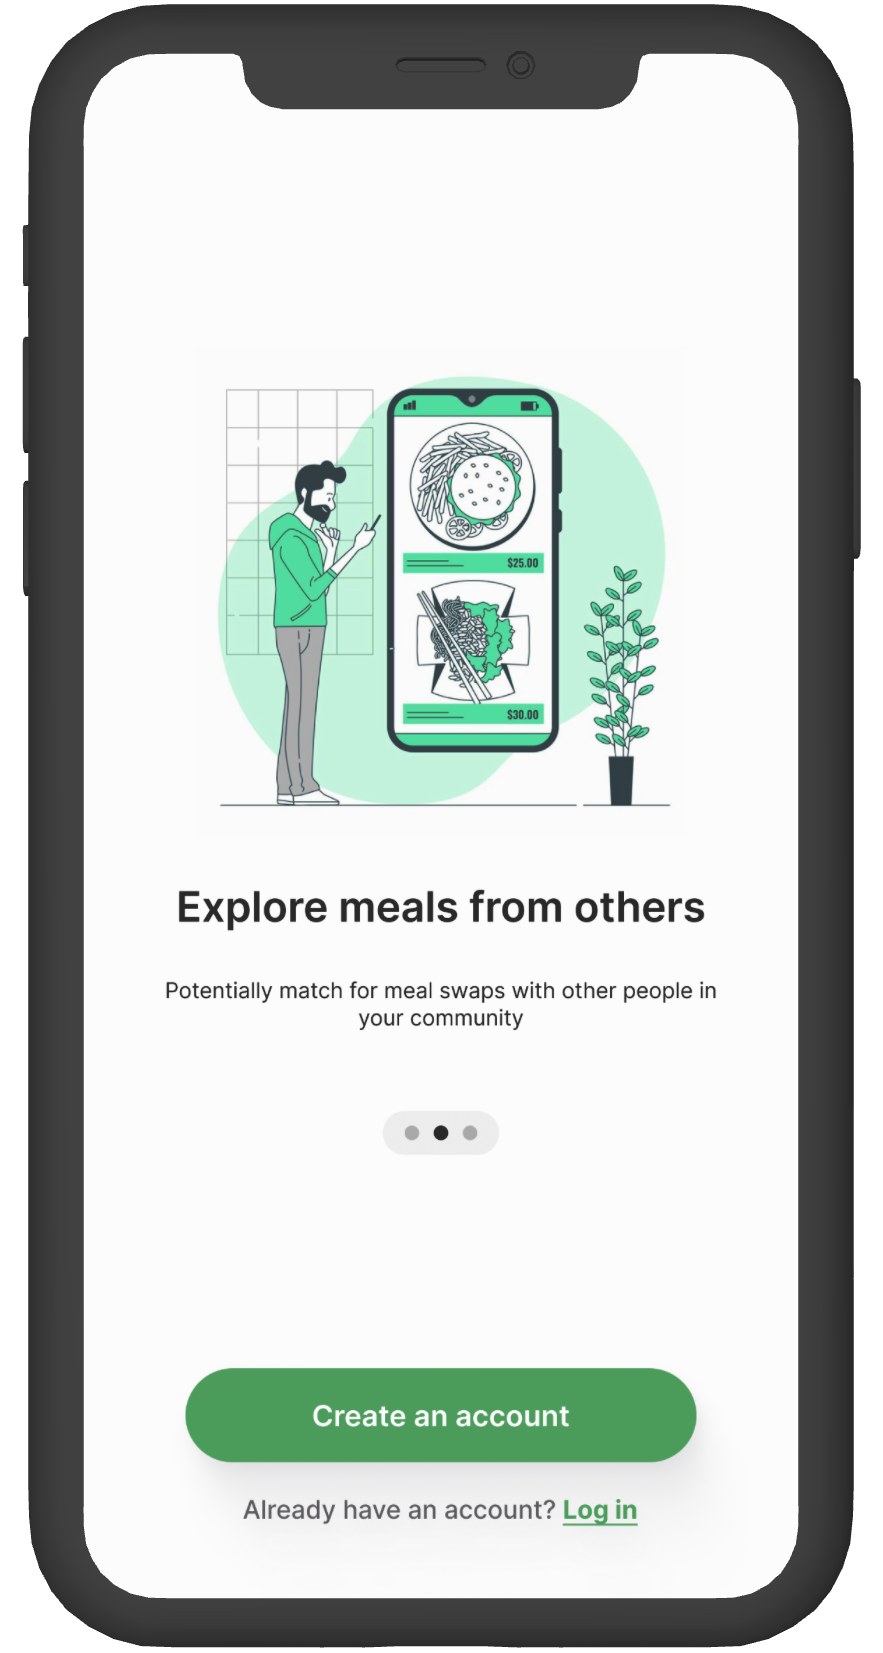 $25.00
$30.00
Explore meals from others
Potentially match for meal swaps with other people in
your community
Create an account
Already have an account? Log in